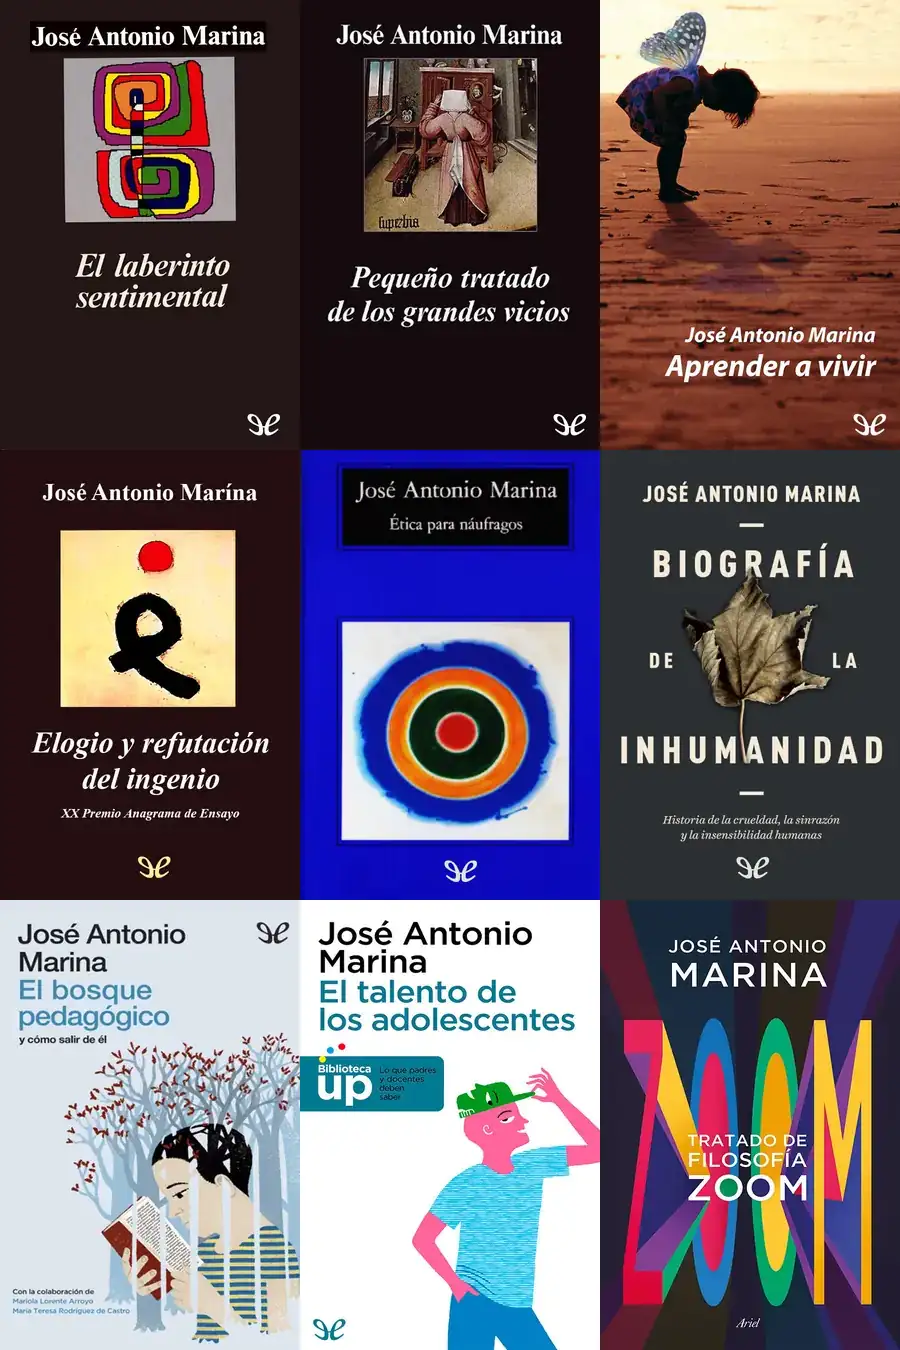 José Antonio Marina
El laberinto
sentimental
José Antonio Marina
superbia
Pequeño tratado
de los grandes vicios
José Antonio Marina
Aprender a vivir
José Antonio Marína
Elogio y refutación
del ingenio
XX Premio Anagrama de Ensayo
José Antonio Marina
Ética para náufragos
JOSÉ ANTONIO MARINA
BIOGRAFÍA
DE LA
INHUMANIDAD
Historia de la crueldad, la sinrazón
y la insensibilidad humanas
José Antonio
Marina
El bosque
pedagógico
y cómo salir de él
Con la colaboración de
Mariola Lorente Arroyo
María Teresa Rodríguez de Castro
José Antonio
Marina
El talento de
los adolescentes
Biblioteca
up
Lo que padres
y docentes
deben
saber
JOSÉ ANTONIO
MARINA
ZOOM
TRATADO DE
FILOSOFÍA
ZOOM
Ariel